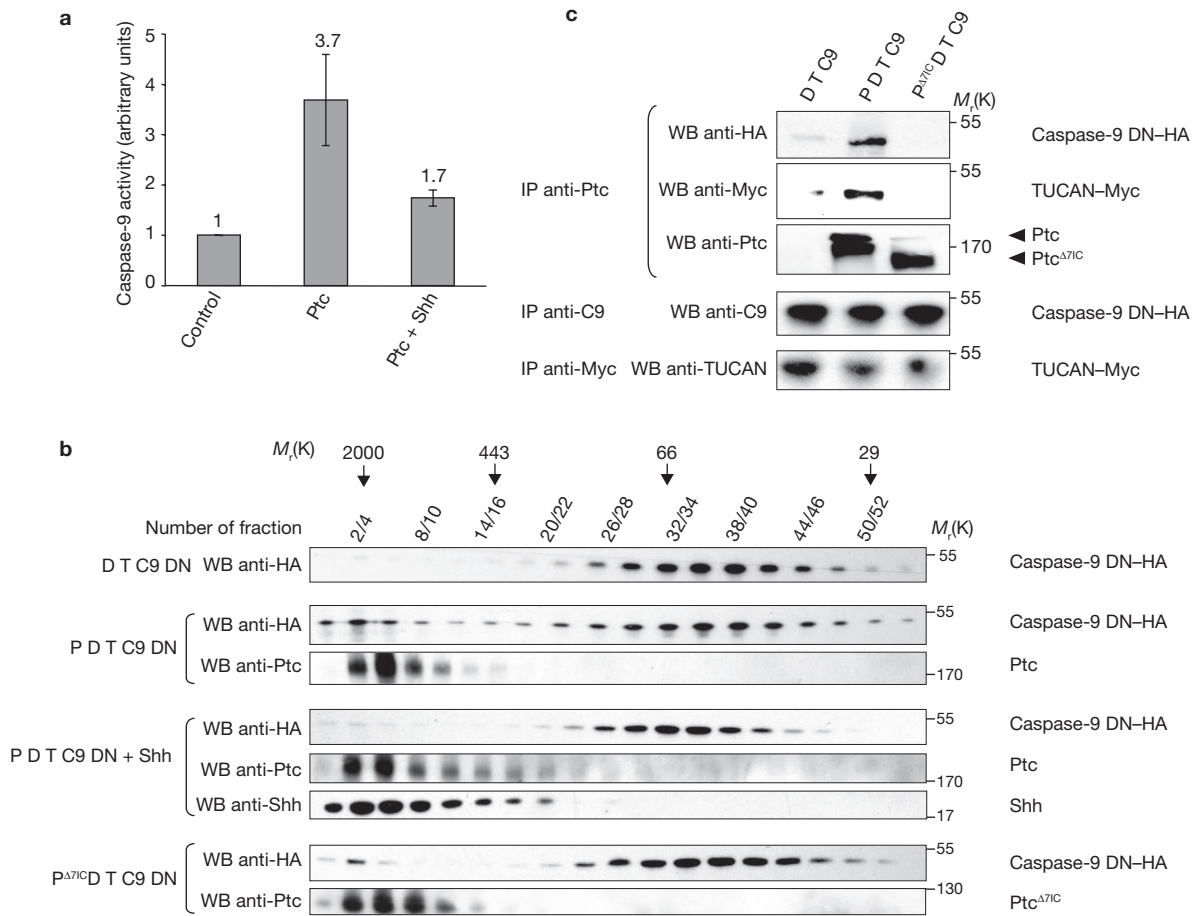 a
Caspase-9 activity (arbitrary units)
5
4
3
2
1
0
1
3.7
1.7
Control
Ptc
Ptc + Shh
c
D T C9
P D T C9
PΔ7IC D T C9
Mr(K)
IP anti-Ptc
WB anti-HA
55
Caspase-9 DN–HA
WB anti-Myc
55
TUCAN–Myc
WB anti-Ptc
170
Ptc
PtcΔ7IC
IP anti-C9 WB anti-C9 55 Caspase-9 DN–HA
IP anti-Myc WB anti-TUCAN 55 TUCAN–Myc
b
Mr(K) 2000 443 66 29
Number of fraction 2/4 8/10 14/16 20/22 26/28 32/34 38/40 44/46 50/52 Mr(K)
D T C9 DN WB anti-HA 55 Caspase-9 DN–HA
P D T C9 DN
WB anti-HA 55 Caspase-9 DN–HA
WB anti-Ptc 170 Ptc
P D T C9 DN + Shh
WB anti-HA 55 Caspase-9 DN–HA
WB anti-Ptc 170 Ptc
WB anti-Shh 17 Shh
PΔ7IC D T C9 DN
WB anti-HA 55 Caspase-9 DN–HA
WB anti-Ptc 130 PtcΔ7IC